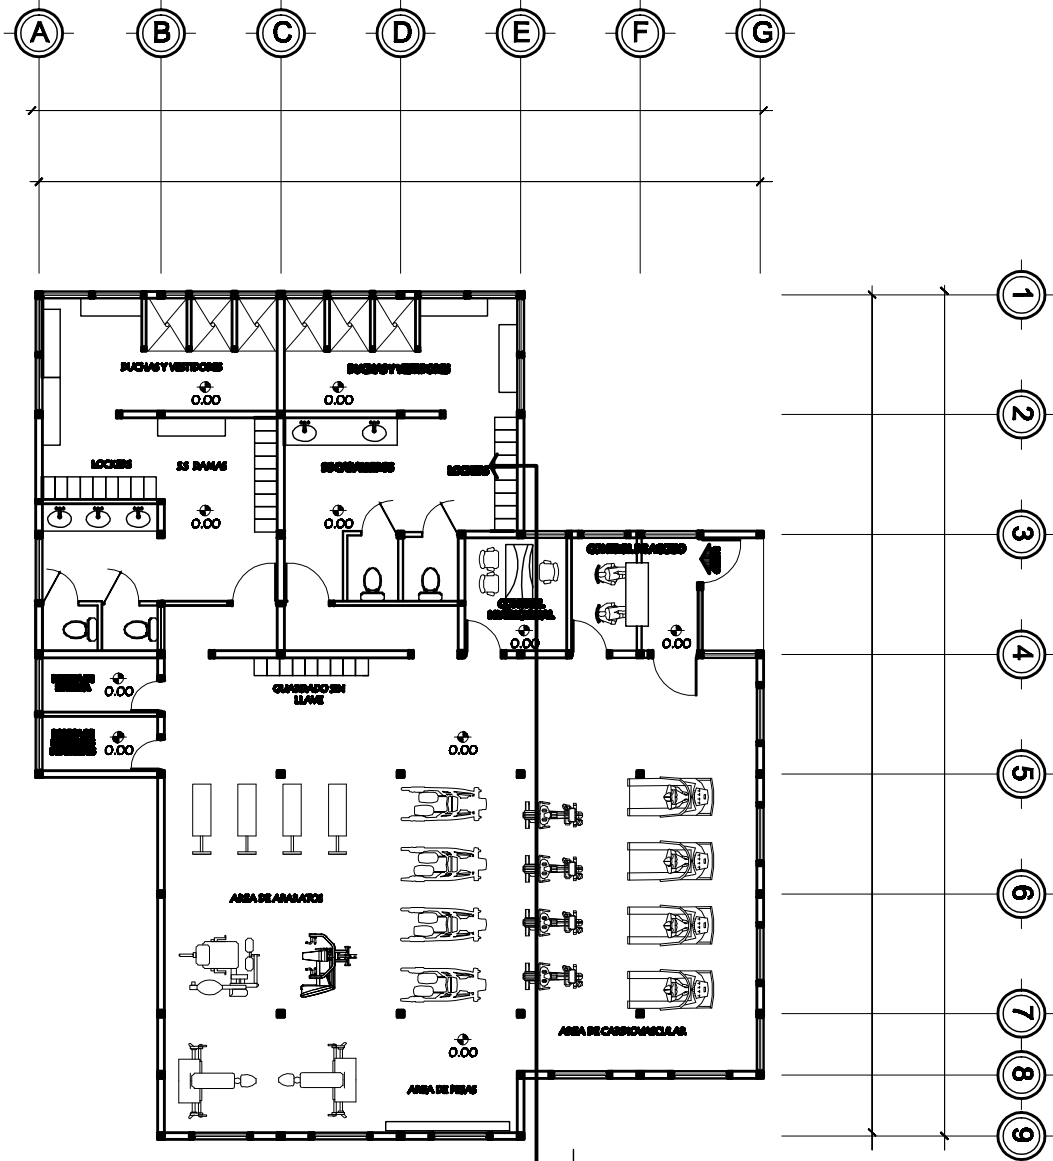 A B C D E F G
1
DUCHAS Y VESTIDORES DUCHAS Y VESTIDORES
0.00 0.00
2
LOCKERS SS DAMAS LOCKERS
0.00 0.00
3
CONTROL
0.00 0.00
4
0.00
GUARDADO SIN
LLAVE
0.00
0.00
5
AREA DE APARATOS
6
7
AREA DE CARDIOVASCULAR
0.00
8
AREA DE PESAS
9